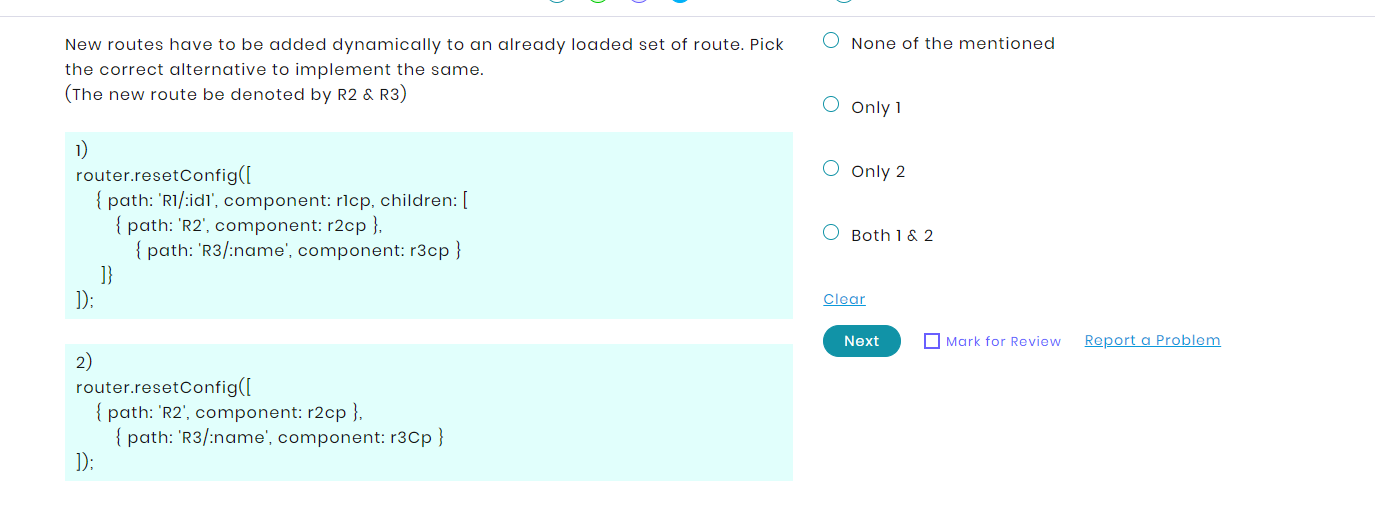 New routes have to be added dynamically to an already loaded set of route. Pick
the correct alternative to implement the same.
(The new route be denoted by R2 & R3)
1)
router.resetConfig([
{ path: 'R1/:id1', component: r1cp, children: [
{ path: 'R2', component: r2cp },
{ path: 'R3/:name', component: r3cp }
]}
]);
2)
router.resetConfig([
{ path: 'R2', component: r2cp },
{ path: 'R3/:name', component: r3Cp }
]);
None of the mentioned
Only 1
Only 2
Both 1 & 2
Clear
Next Mark for Review Report a Problem